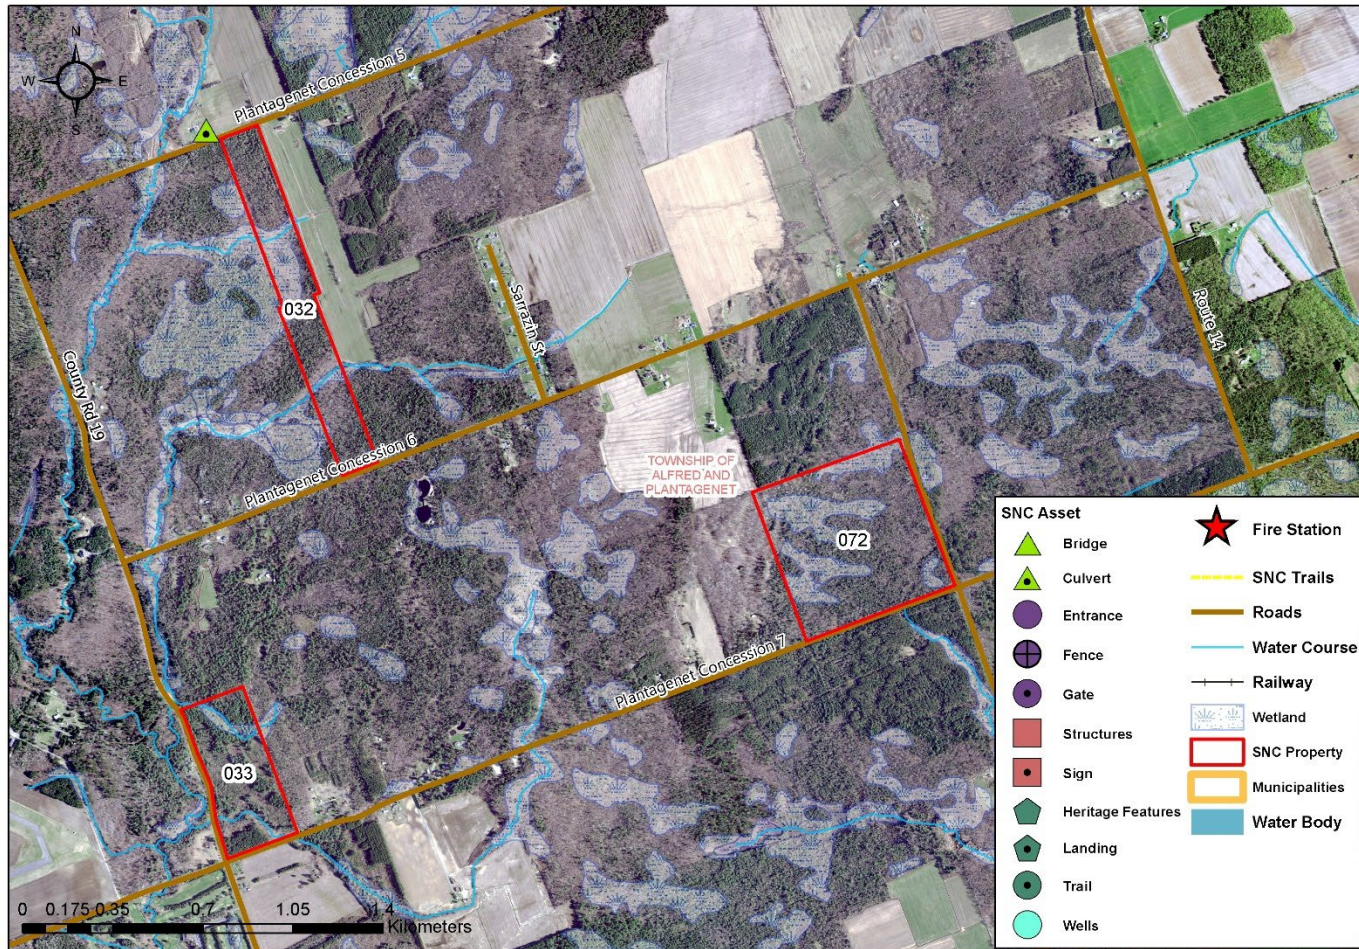 N
W E
S
Plantagenet Concession 5
032
Sarrazin St
County Rd 19
Route 14
Plantagenet Concession 6
TOWNSHIP OF
ALFRED AND
PLANTAGENET
072
Plantagenet Concession 7
033
0 0.175 0.35 0.7 1.05 1.4
Kilometers
SNC Asset
Bridge
Culvert
Entrance
Fence
Gate
Structures
Sign
Heritage Features
Landing
Trail
Wells
Fire Station
SNC Trails
Roads
Water Course
Railway
Wetland
SNC Property
Municipalities
Water Body